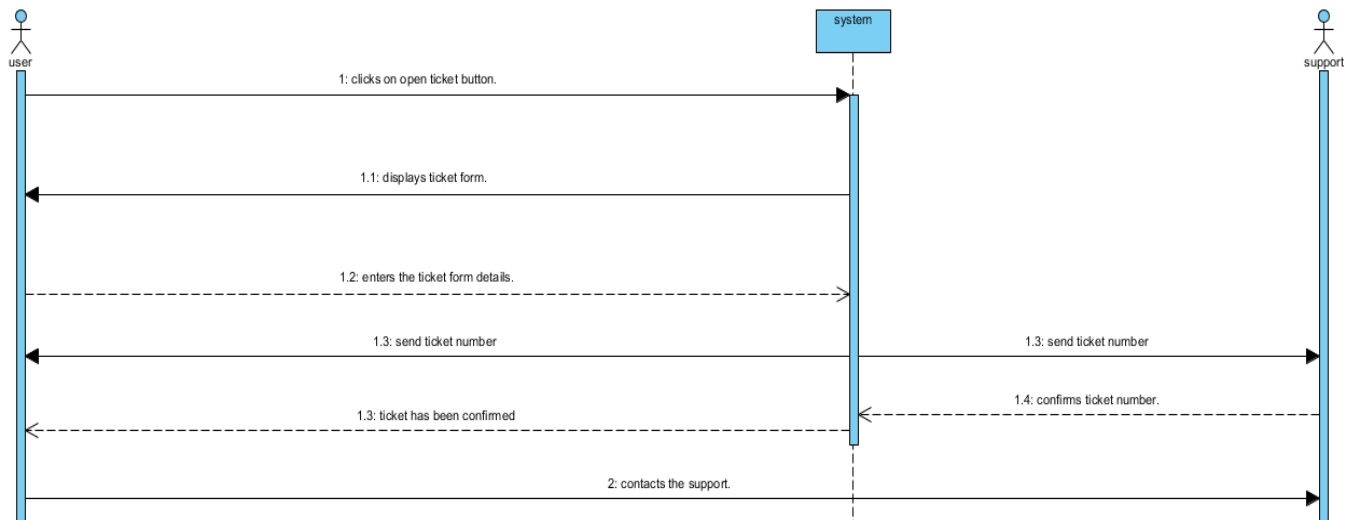 system
user
support
1: clicks on open ticket button.
1.1: displays ticket form.
1.2: enters the ticket form details.
1.3: send ticket number
1.3: send ticket number
1.4: confirms ticket number.
1.3: ticket has been confirmed
2: contacts the support.